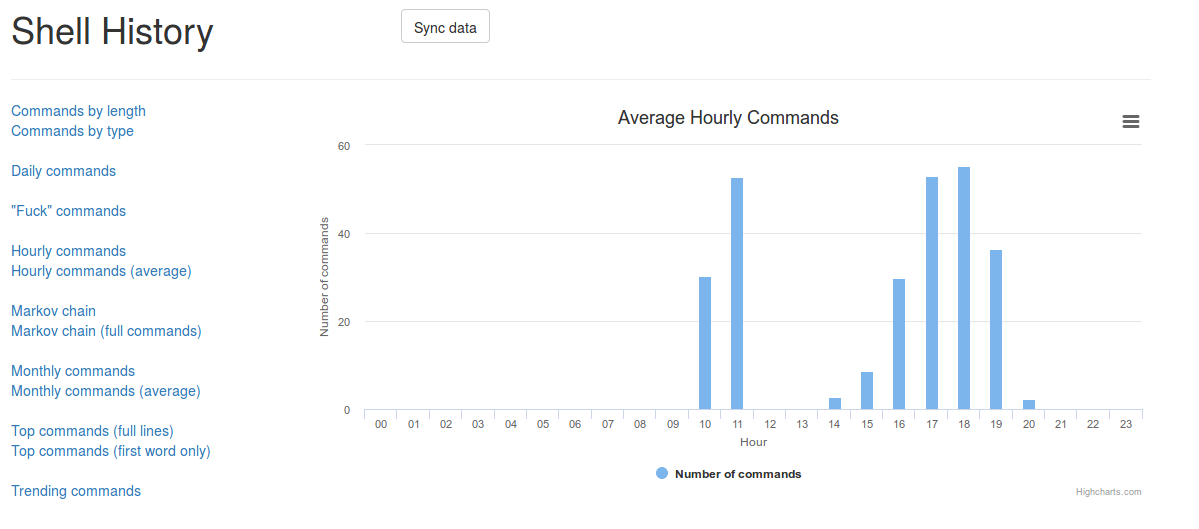 Shell History
Sync data
Commands by length
Commands by type
Daily commands
"Fuck" commands
Hourly commands
Hourly commands (average)
Markov chain
Markov chain (full commands)
Monthly commands
Monthly commands (average)
Top commands (full lines)
Top commands (first word only)
Trending commands
Average Hourly Commands
Number of commands
60
40
20
0
00 01 02 03 04 05 06 07 08 09 10 11 12 13 14 15 16 17 18 19 20 21 22 23
Hour
Number of commands
Highcharts.com